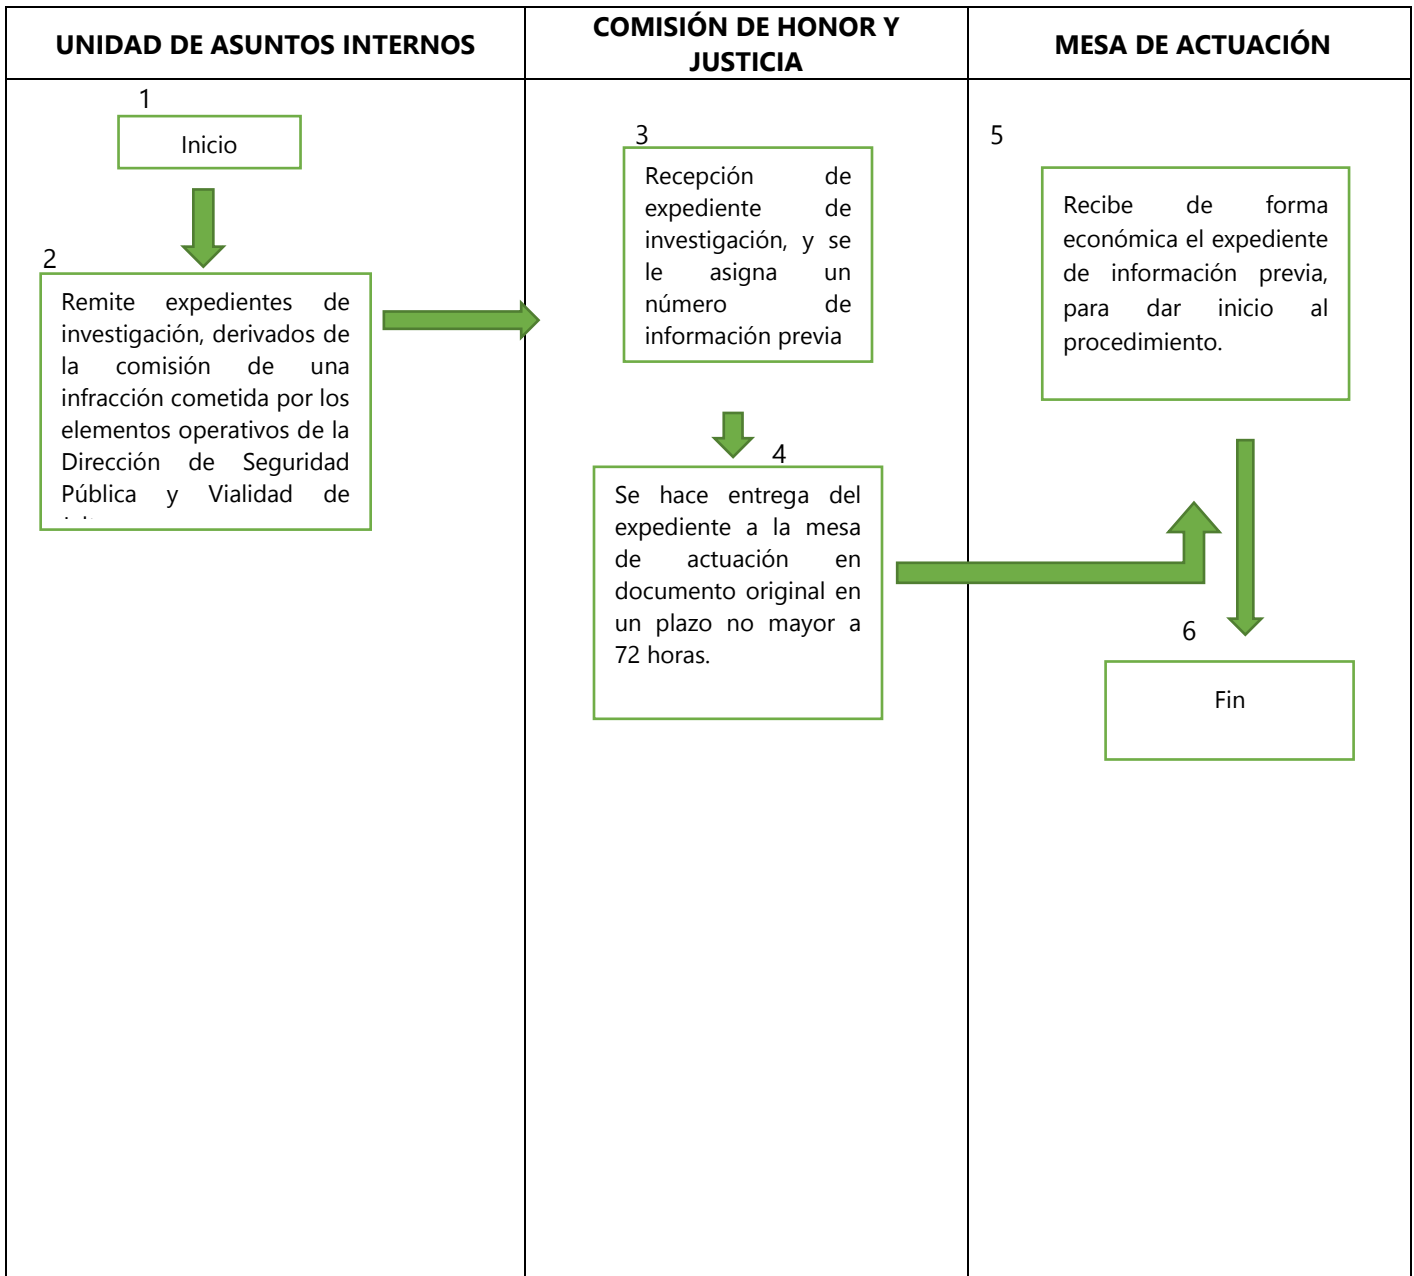 UNIDAD DE ASUNTOS INTERNOS
COMISIÓN DE HONOR Y
JUSTICIA
MESA DE ACTUACIÓN
1
Inicio
2
Remite expedientes de
investigación, derivados de
la comisión de una
infracción cometida por los
elementos operativos de la
Dirección de Seguridad
Pública y Vialidad de
3
Recepción de
expediente de
investigación, y se
le asigna un
número de
información previa
4
Se hace entrega del
expediente a la mesa
de actuación en
documento original en
un plazo no mayor a
72 horas.
5
Recibe de forma
económica el expediente
de información previa,
para dar inicio al
procedimiento.
6
Fin